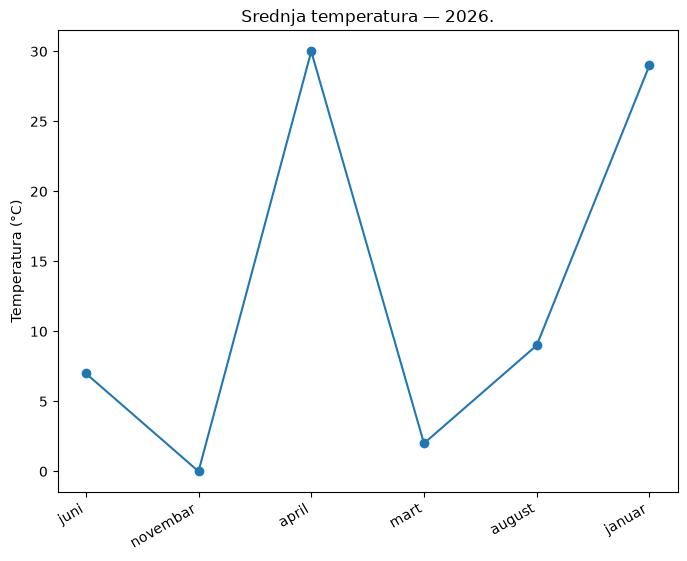 Srednja temperatura — 2026.
Temperatura (°C)
30
25
20
15
10
5
0
juni
novembar
april
mart
august
januar